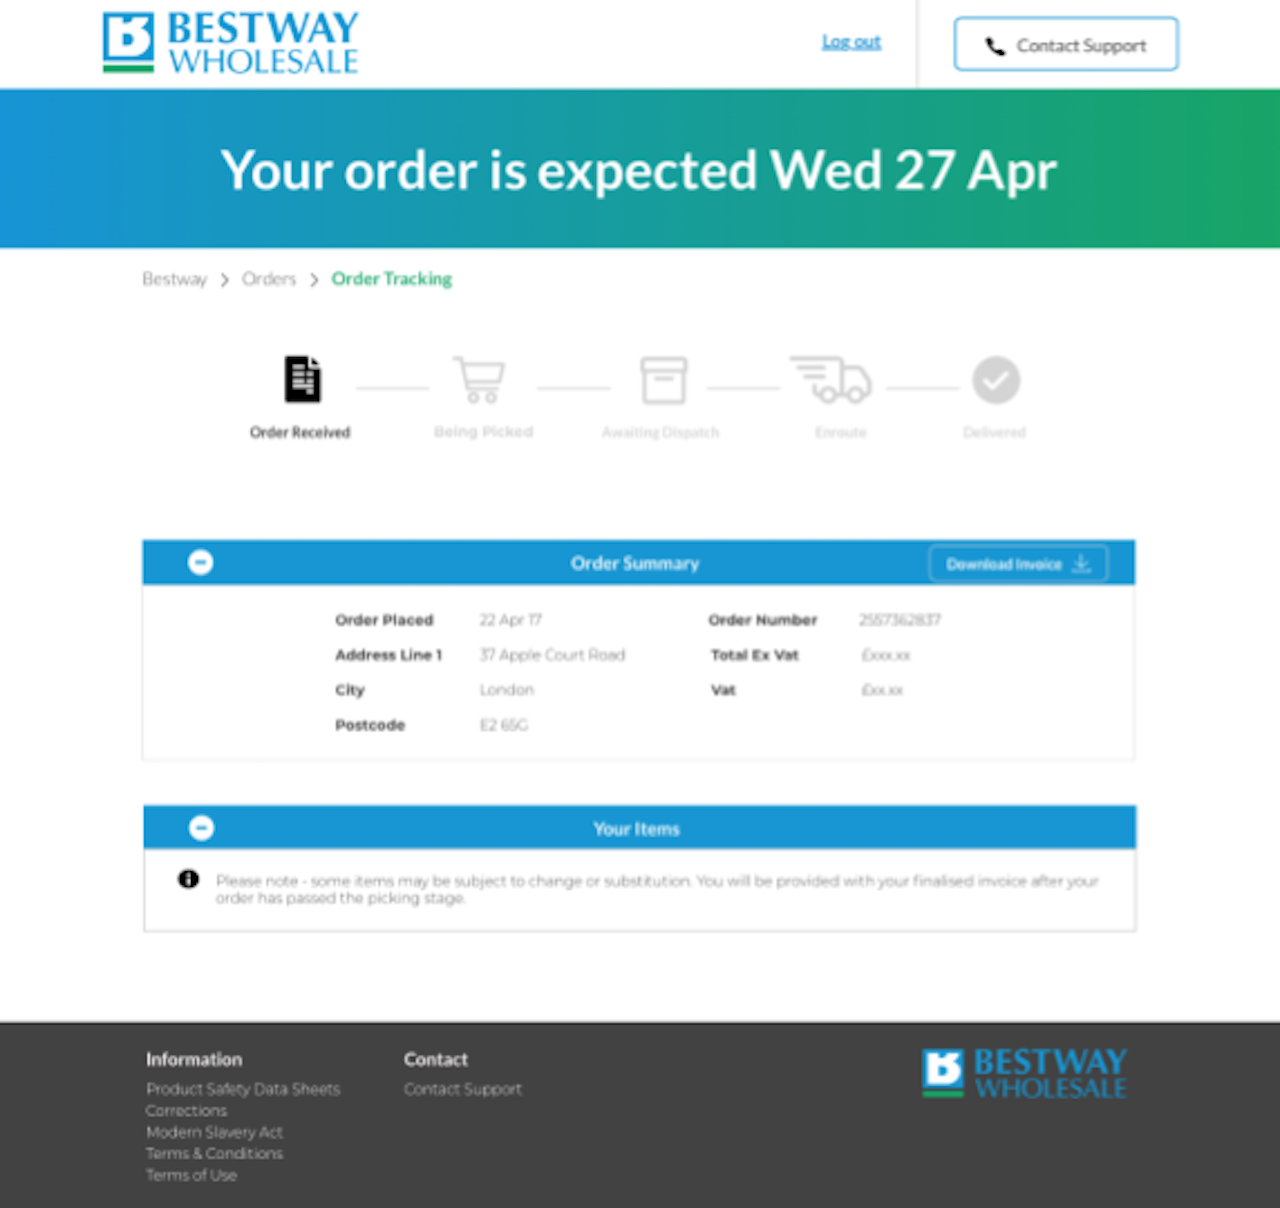 BESTWAY
WHOLESALE
Log out
Contact Support
Your order is expected Wed 27 Apr
Bestway > Orders > Order Tracking
Order Received
Being Picked
Awaiting Dispatch
Enroute
Delivered
Order Summary
Download Invoice
Order Placed 22 Apr 17 Order Number 2557362837
Address Line 1 37 Apple Court Road Total Ex Vat £xxx.xx
City London Vat £xx.xx
Postcode E2 65G
Your Items
Please note - some items may be subject to change or substitution. You will be provided with your finalised invoice after your
order has passed the picking stage.
Information
Product Safety Data Sheets
Corrections
Modern Slavery Act
Terms & Conditions
Terms of Use
Contact
Contact Support
BESTWAY
WHOLESALE